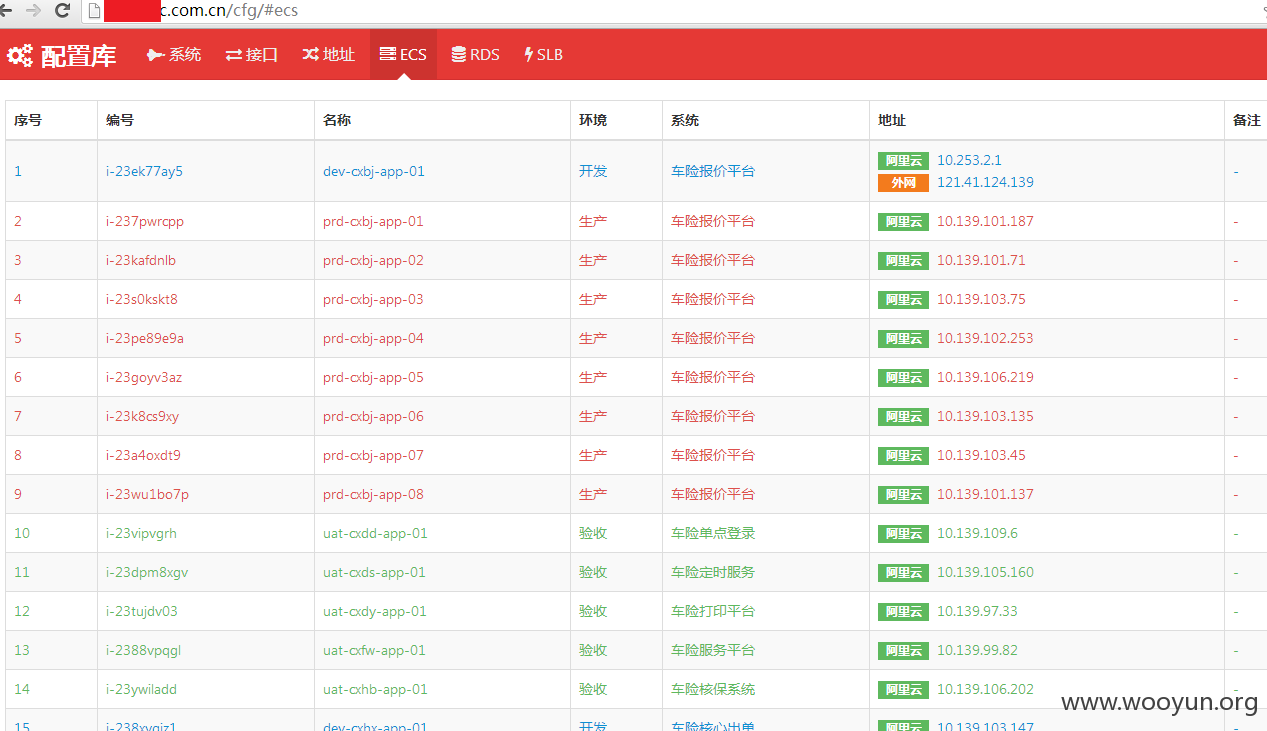 c.com.cn/cfg/#ecs
配置库 系统 接口 地址 ECS RDS SLB
序号 编号 名称 环境 系统 地址 备注
1 i-23ek77ay5 dev-cxbj-app-01 开发 车险报价平台 阿里云 10.253.2.1 -
外网 121.41.124.139
2 i-237pwrcpp prd-cxbj-app-01 生产 车险报价平台 阿里云 10.139.101.187 -
3 i-23kafdnlb prd-cxbj-app-02 生产 车险报价平台 阿里云 10.139.101.71 -
4 i-23s0kskt8 prd-cxbj-app-03 生产 车险报价平台 阿里云 10.139.103.75 -
5 i-23pe89e9a prd-cxbj-app-04 生产 车险报价平台 阿里云 10.139.102.253 -
6 i-23goyv3az prd-cxbj-app-05 生产 车险报价平台 阿里云 10.139.106.219 -
7 i-23k8cs9xy prd-cxbj-app-06 生产 车险报价平台 阿里云 10.139.103.135 -
8 i-23a4oxdt9 prd-cxbj-app-07 生产 车险报价平台 阿里云 10.139.103.45 -
9 i-23wu1bo7p prd-cxbj-app-08 生产 车险报价平台 阿里云 10.139.101.137 -
10 i-23vipvgrh uat-cxdd-app-01 验收 车险单点登录 阿里云 10.139.109.6 -
11 i-23dpm8xgv uat-cxds-app-01 验收 车险定时服务 阿里云 10.139.105.160 -
12 i-23tujdv03 uat-cxdy-app-01 验收 车险打印平台 阿里云 10.139.97.33 -
13 i-2388vpqgl uat-cxfw-app-01 验收 车险服务平台 阿里云 10.139.99.82 -
14 i-23ywiladd uat-cxhb-app-01 验收 车险核保系统 阿里云 10.139.106.202 -
www.wooyun.org
15 i-238xvqiz1 dev-cxhx-app-01 开发 车险核心出单 阿里云 10.139.103.147 -